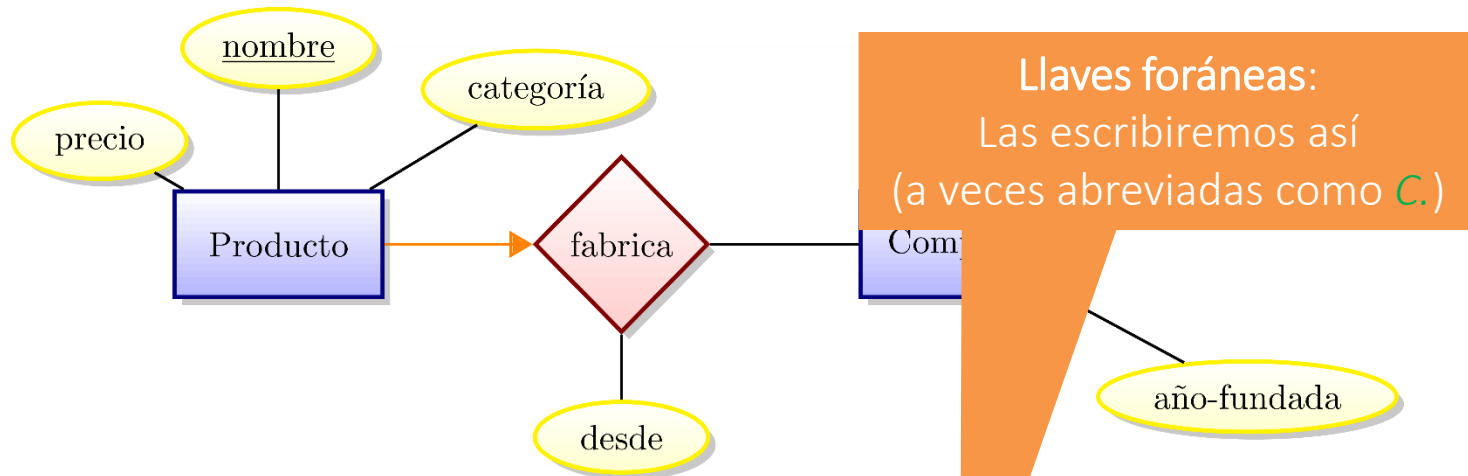 nombre
categoría
precio
Llaves foráneas:
Las escribiremos así
(a veces abreviadas como C.)
Producto
fabrica
año-fundada
desde